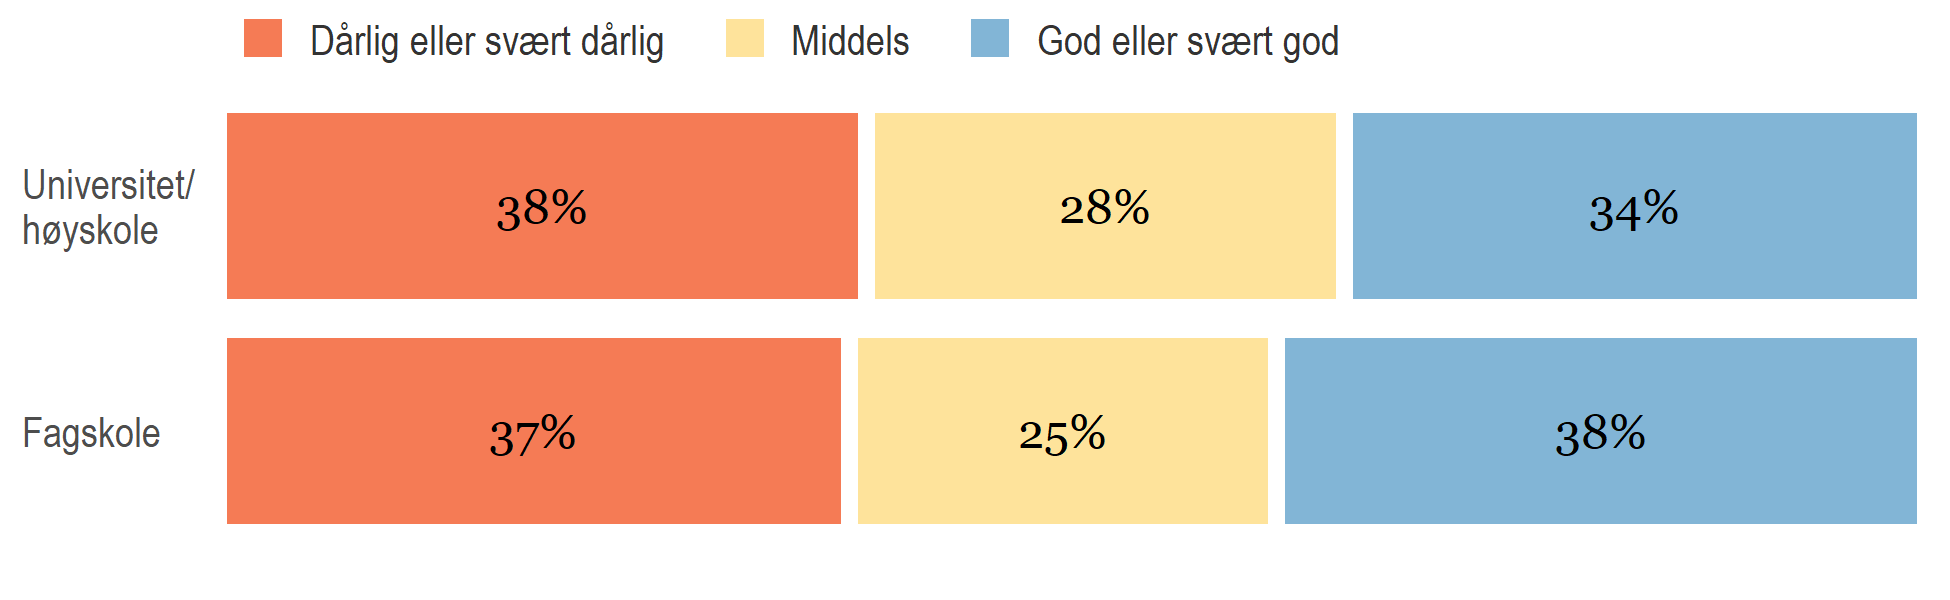 Dårlig eller svært dårlig
Middels
God eller svært god
Universitet/
høyskole
38%
28%
34%
Fagskole
37%
25%
38%